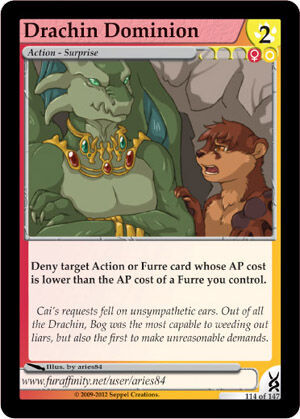 Drachin Dominion
2
Action - Surprise
Deny target Action or Furre card whose AP cost
is lower than the AP cost of a Furre you control.
Cai's requests fell on unsympathetic ears. Out of all
the Drachin, Bog was the most capable to weeding out
liars, but also the first to make unreasonable demands.
Illus. by aries84
www.furaffinity.net/user/aries84
© 2009-2012 Seppel Creations.
114 of 147